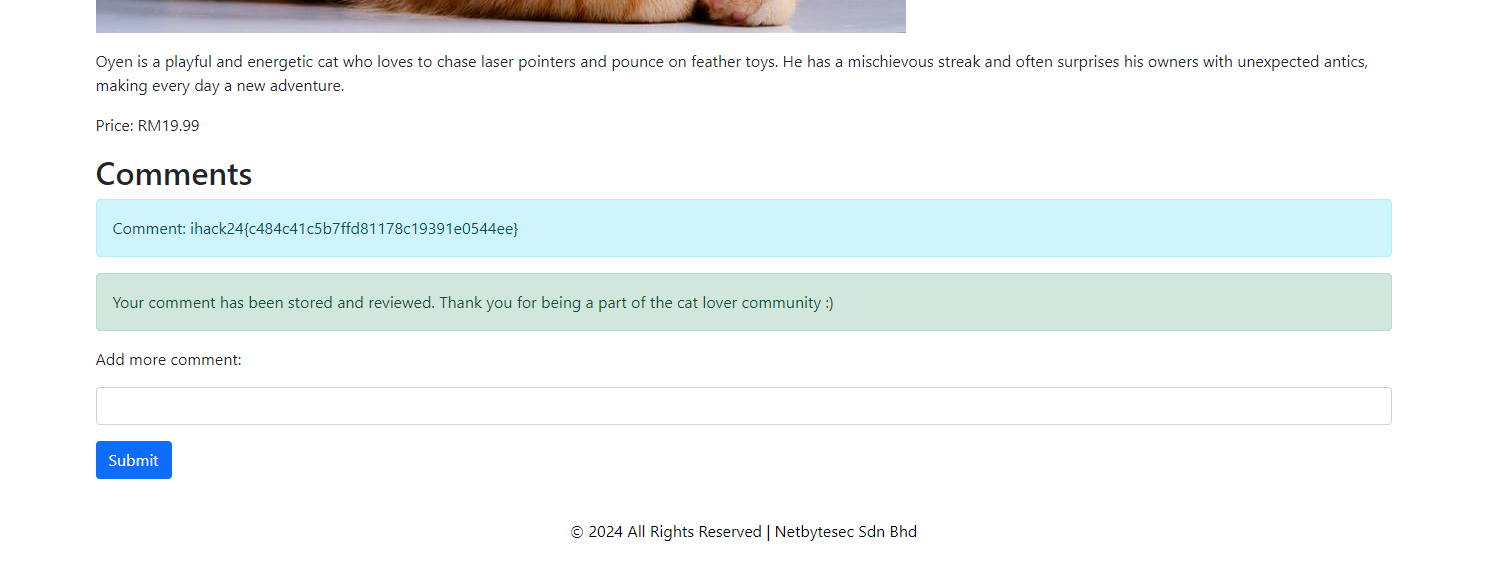 Oyen is a playful and energetic cat who loves to chase laser pointers and pounce on feather toys. He has a mischievous streak and often surprises his owners with unexpected antics,
making every day a new adventure.
Price: RM19.99
Comments
Comment: ihack24{c484c41c5b7ffd81178c19391e0544ee}
Your comment has been stored and reviewed. Thank you for being a part of the cat lover community :)
Add more comment:
Submit
© 2024 All Rights Reserved | Netbytesec Sdn Bhd